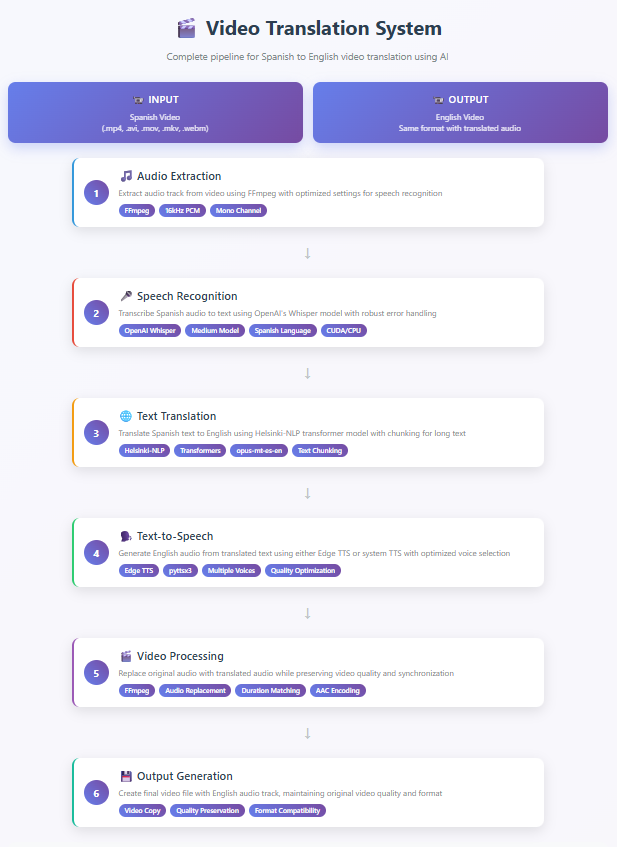 Video Translation System
Complete pipeline for Spanish to English video translation using AI
INPUT
Spanish Video
(.mp4, .avi, .mov, .mkv, .webm)
OUTPUT
English Video
Same format with translated audio
1
Audio Extraction
Extract audio track from video using FFmpeg with optimized settings for speech recognition
FFmpeg 16kHz PCM Mono Channel
↓
2
Speech Recognition
Transcribe Spanish audio to text using OpenAI's Whisper model with robust error handling
OpenAI Whisper Medium Model Spanish Language CUDA/CPU
↓
3
Text Translation
Translate Spanish text to English using Helsinki-NLP transformer model with chunking for long text
Helsinki-NLP Transformers opus-mt-es-en Text Chunking
↓
4
Text-to-Speech
Generate English audio from translated text using either Edge TTS or system TTS with optimized voice selection
Edge TTS pyttsx3 Multiple Voices Quality Optimization
↓
5
Video Processing
Replace original audio with translated audio while preserving video quality and synchronization
FFmpeg Audio Replacement Duration Matching AAC Encoding
↓
6
Output Generation
Create final video file with English audio track, maintaining original video quality and format
Video Copy Quality Preservation Format Compatibility